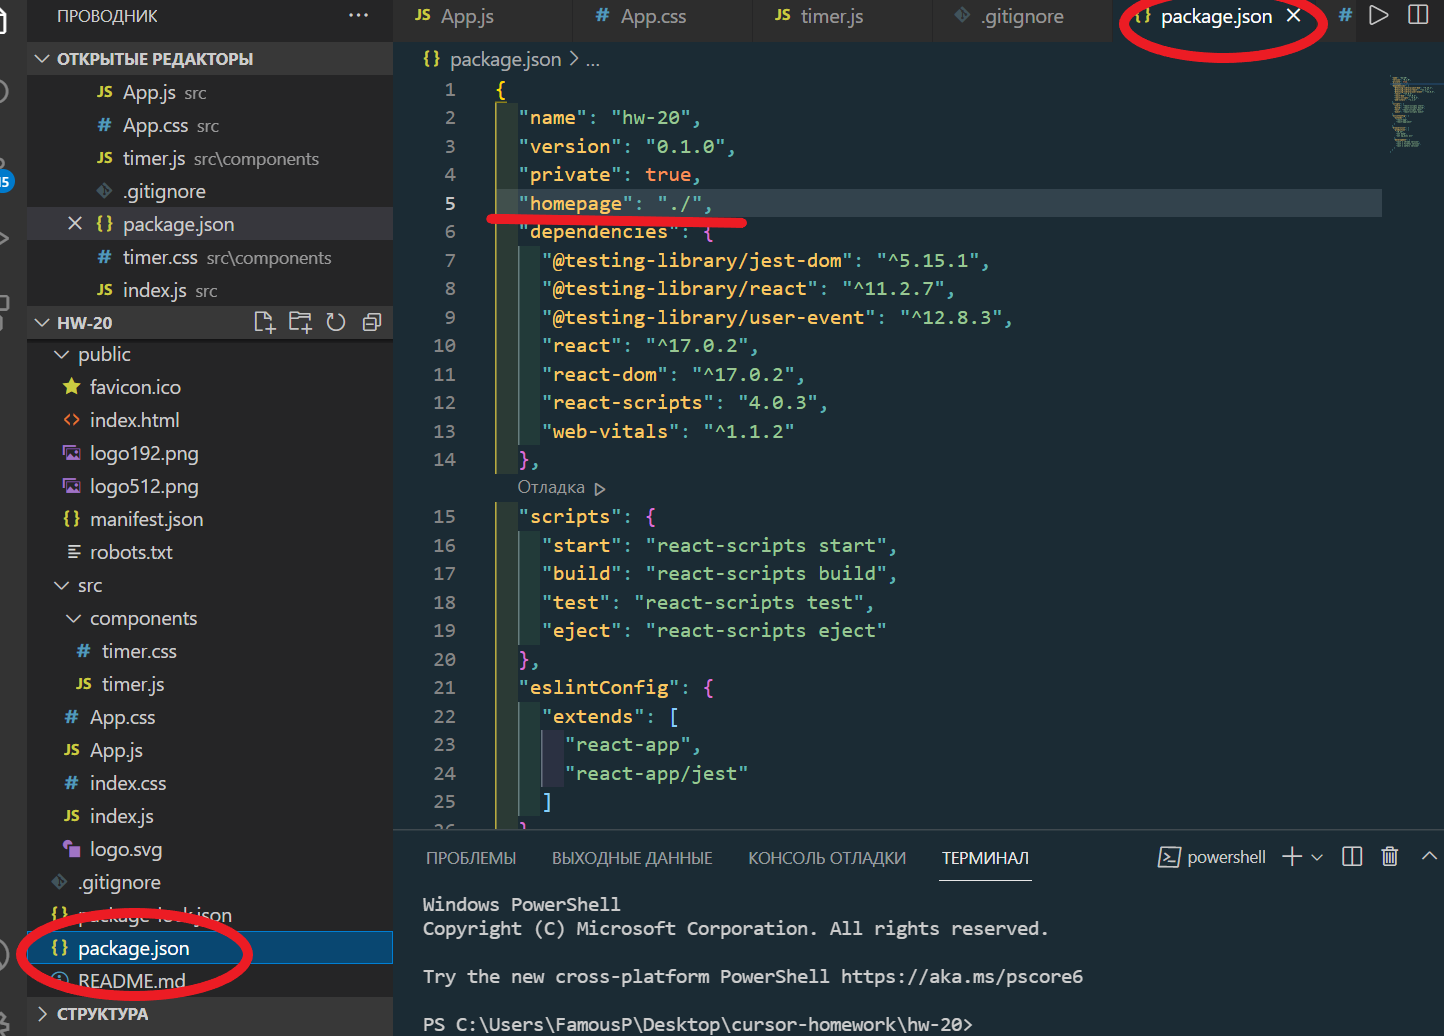 ПРОВОДНИК
ОТКРЫТЫЕ РЕДАКТОРЫ
JS App.js src
# App.css src
JS timer.js src\components
.gitignore
{} package.json
# timer.css src\components
JS index.js src
HW-20
public
favicon.ico
<> index.html
logo192.png
logo512.png
{} manifest.json
robots.txt
src
components
# timer.css
JS timer.js
# App.css
JS App.js
# index.css
JS index.js
logo.svg
.gitignore
{} package-lock.json
{} package.json
README.md
СТРУКТУРА
JS App.js
# App.css
JS timer.js
.gitignore
{} package.json
#
{} package.json > ...
1 {
2 "name": "hw-20",
3 "version": "0.1.0",
4 "private": true,
5 "homepage": "./",
6 "dependencies": {
7 "@testing-library/jest-dom": "^5.15.1",
8 "@testing-library/react": "^11.2.7",
9 "@testing-library/user-event": "^12.8.3",
10 "react": "^17.0.2",
11 "react-dom": "^17.0.2",
12 "react-scripts": "4.0.3",
13 "web-vitals": "^1.1.2"
14 },
Отладка
15 "scripts": {
16 "start": "react-scripts start",
17 "build": "react-scripts build",
18 "test": "react-scripts test",
19 "eject": "react-scripts eject"
20 },
21 "eslintConfig": {
22 "extends": [
23 "react-app",
24 "react-app/jest"
25 ]
26 }
ПРОБЛЕМЫ ВЫХОДНЫЕ ДАННЫЕ КОНСОЛЬ ОТЛАДКИ ТЕРМИНАЛ powershell
Windows PowerShell
Copyright (C) Microsoft Corporation. All rights reserved.
Try the new cross-platform PowerShell https://aka.ms/pscore6
PS C:\Users\FamousP\Desktop\cursor-homework\hw-20>